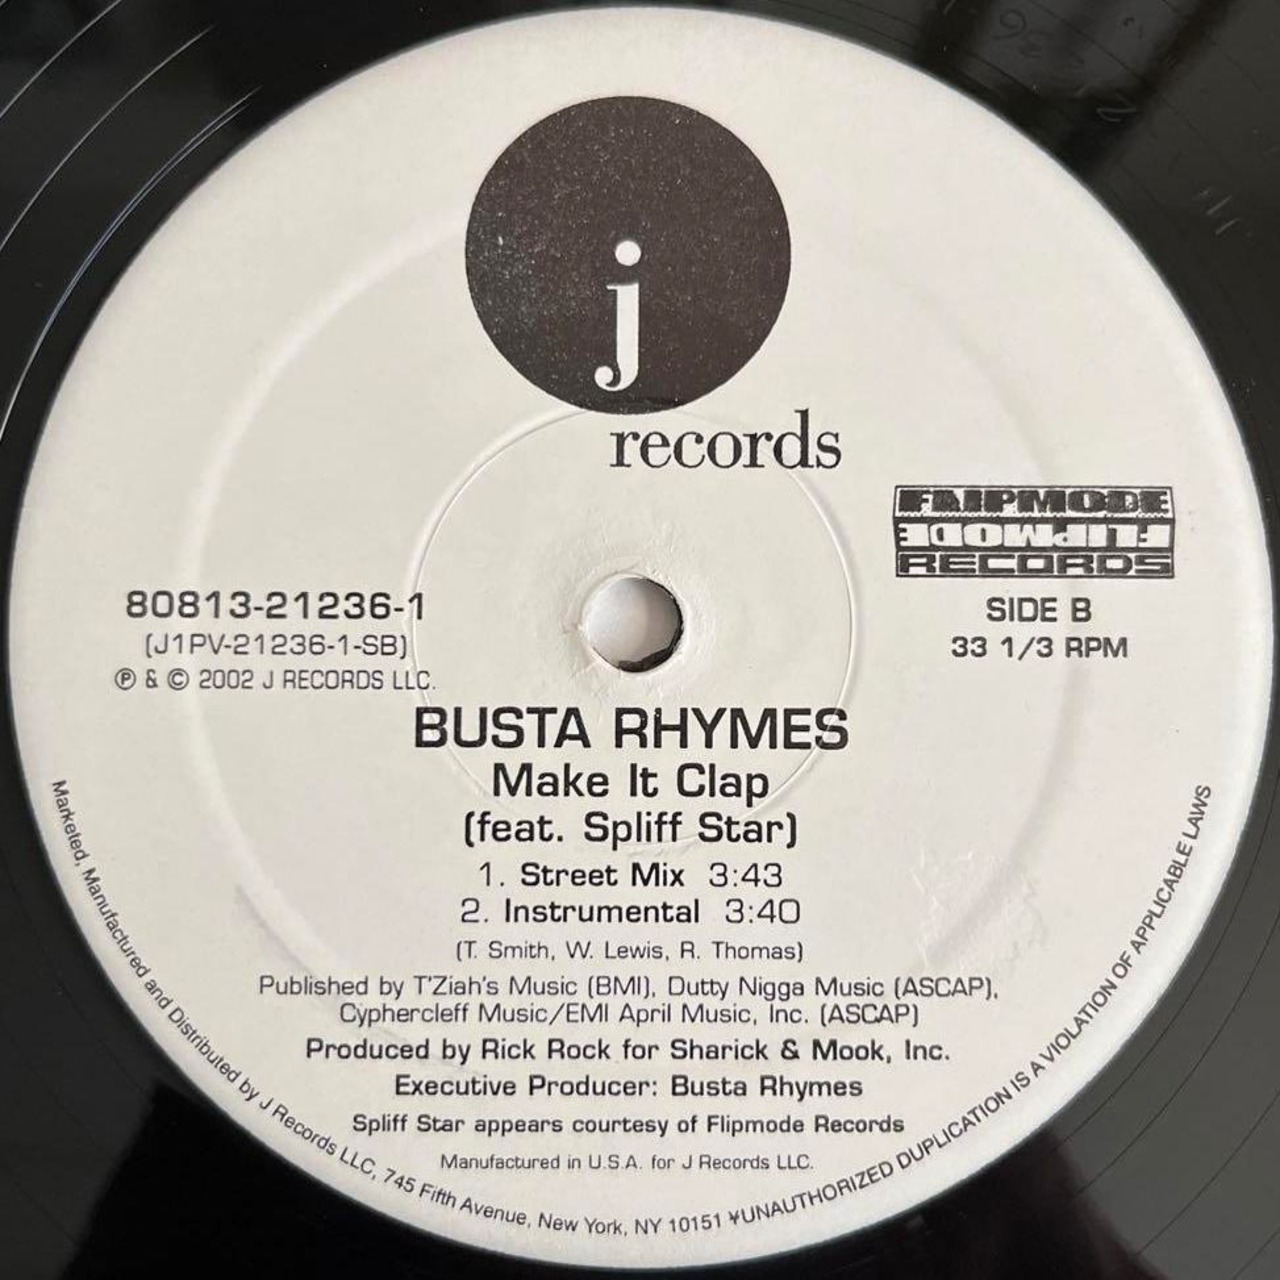 j
records
FLIPMODE
FLIPMODE
RECORDS
80813-21236-1
(J1PV-21236-1-SB)
℗ & © 2002 J RECORDS LLC.
SIDE B
33 1/3 RPM
BUSTA RHYMES
Make It Clap
(feat. Spliff Star)
1. Street Mix 3:43
2. Instrumental 3:40
(T. Smith, W. Lewis, R. Thomas)
Published by T'Ziah's Music (BMI), Dutty Nigga Music (ASCAP),
Cyphercleff Music/EMI April Music, Inc. (ASCAP)
Produced by Rick Rock for Sharick & Mook, Inc.
Executive Producer: Busta Rhymes
Spliff Star appears courtesy of Flipmode Records
Manufactured in U.S.A. for J Records LLC.
Marketed, Manufactured and Distributed by J Records LLC, 745 Fifth Avenue, New York, NY 10151 ¥UNAUTHORIZED DUPLICATION IS A VIOLATION OF APPLICABLE LAWS